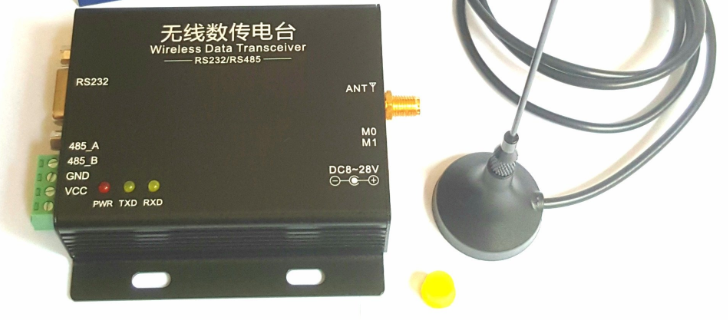 无线数传电台
Wireless Data Transceiver
RS232/RS485
RS232
ANT
M0
M1
485_A
485_B
GND
VCC
DC8~28V
PWR TXD RXD